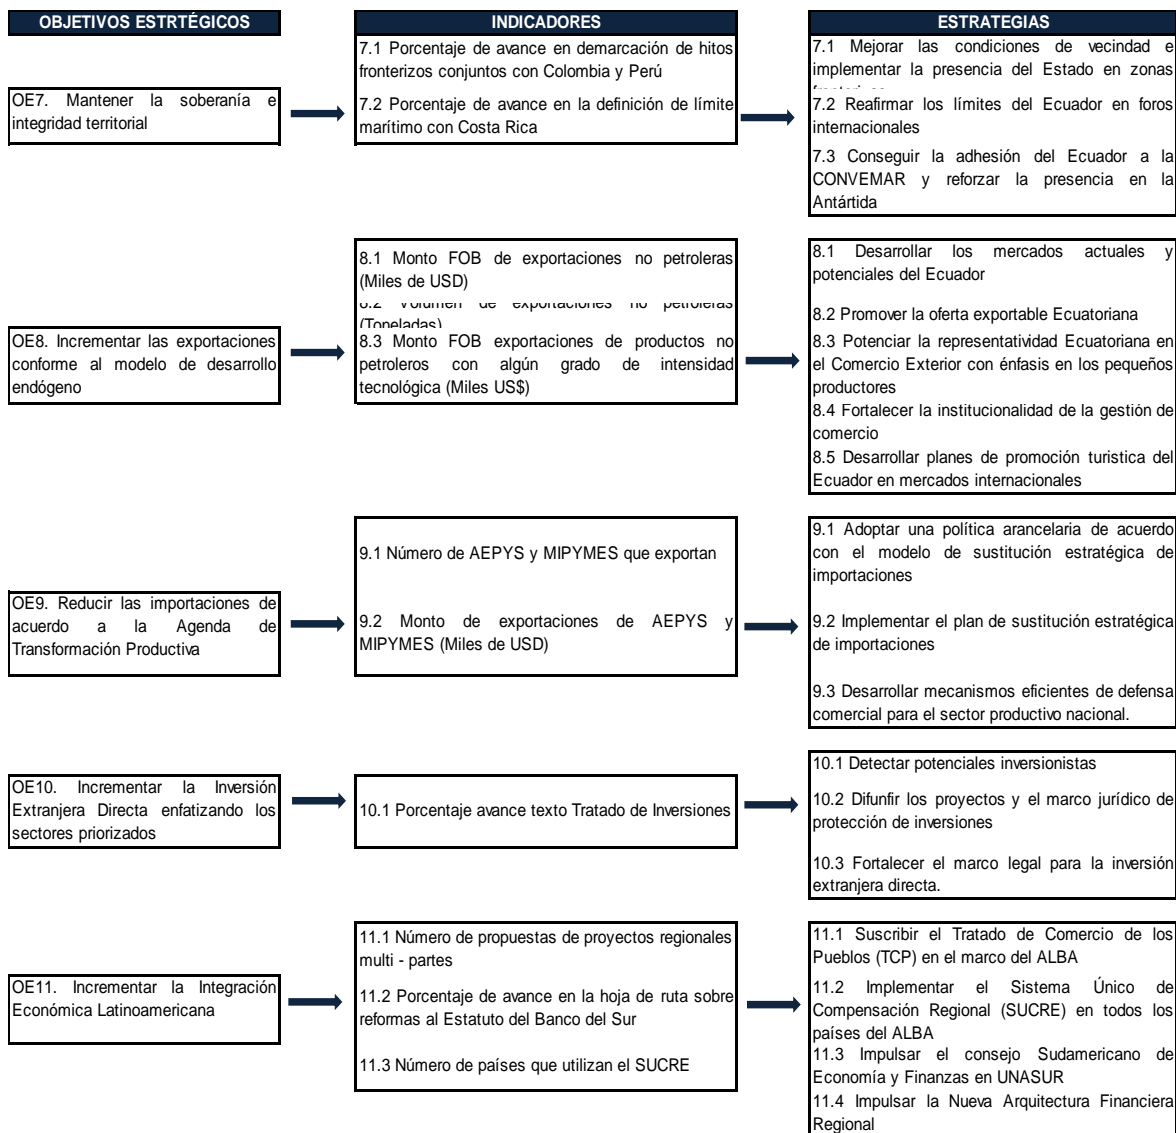 OBJETIVOS ESTRTÉGICOS
INDICADORES
ESTRATEGIAS
OE7. Mantener la soberanía e
integridad territorial
7.1 Porcentaje de avance en demarcación de hitos
fronterizos conjuntos con Colombia y Perú
7.2 Porcentaje de avance en la definición de límite
marítimo con Costa Rica
7.1 Mejorar las condiciones de vecindad e
implementar la presencia del Estado en zonas
7.2 Reafirmar los límites del Ecuador en foros
internacionales
7.3 Conseguir la adhesión del Ecuador a la
CONVEMAR y reforzar la presencia en la
Antártida
OE8. Incrementar las exportaciones
conforme al modelo de desarrollo
endógeno
8.1 Monto FOB de exportaciones no petroleras
(Miles de USD)
8.2 Volumen de exportaciones no petroleras
(Toneladas)
8.3 Monto FOB exportaciones de productos no
petroleros con algún grado de intensidad
tecnológica (Miles US$)
8.1 Desarrollar los mercados actuales y
potenciales del Ecuador
8.2 Promover la oferta exportable Ecuatoriana
8.3 Potenciar la representatividad Ecuatoriana en
el Comercio Exterior con énfasis en los pequeños
productores
8.4 Fortalecer la institucionalidad de la gestión de
comercio
8.5 Desarrollar planes de promoción turistica del
Ecuador en mercados internacionales
OE9. Reducir las importaciones de
acuerdo a la Agenda de
Transformación Productiva
9.1 Número de AEPYS y MIPYMES que exportan
9.2 Monto de exportaciones de AEPYS y
MIPYMES (Miles de USD)
9.1 Adoptar una política arancelaria de acuerdo
con el modelo de sustitución estratégica de
importaciones
9.2 Implementar el plan de sustitución estratégica
de importaciones
9.3 Desarrollar mecanismos eficientes de defensa
comercial para el sector productivo nacional.
OE10. Incrementar la Inversión
Extranjera Directa enfatizando los
sectores priorizados
10.1 Porcentaje avance texto Tratado de Inversiones
10.1 Detectar potenciales inversionistas
10.2 Difunfir los proyectos y el marco jurídico de
protección de inversiones
10.3 Fortalecer el marco legal para la inversión
extranjera directa.
OE11. Incrementar la Integración
Económica Latinoamericana
11.1 Número de propuestas de proyectos regionales
multi - partes
11.2 Porcentaje de avance en la hoja de ruta sobre
reformas al Estatuto del Banco del Sur
11.3 Número de países que utilizan el SUCRE
11.1 Suscribir el Tratado de Comercio de los
Pueblos (TCP) en el marco del ALBA
11.2 Implementar el Sistema Único de
Compensación Regional (SUCRE) en todos los
países del ALBA
11.3 Impulsar el consejo Sudamericano de
Economía y Finanzas en UNASUR
11.4 Impulsar la Nueva Arquitectura Financiera
Regional